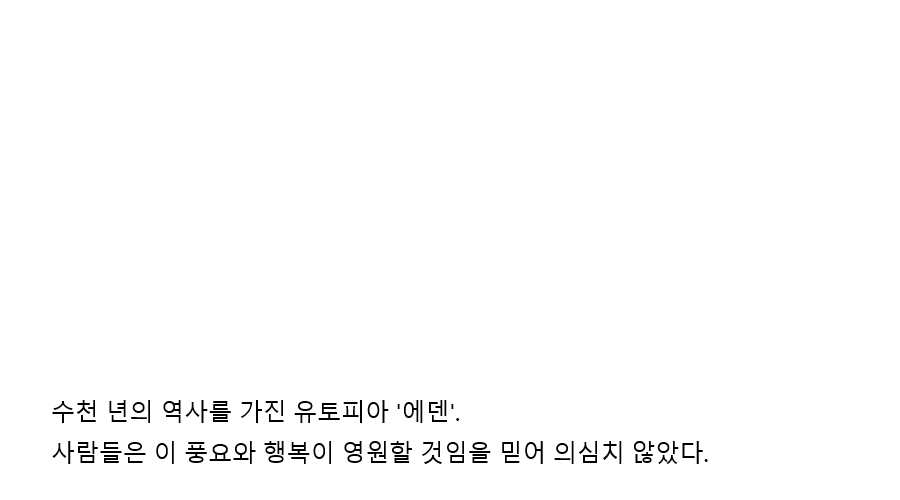 수천 년의 역사를 가진 유토피아 '에덴'.
사람들은 이 풍요와 행복이 영원할 것임을 믿어 의심치 않았다.